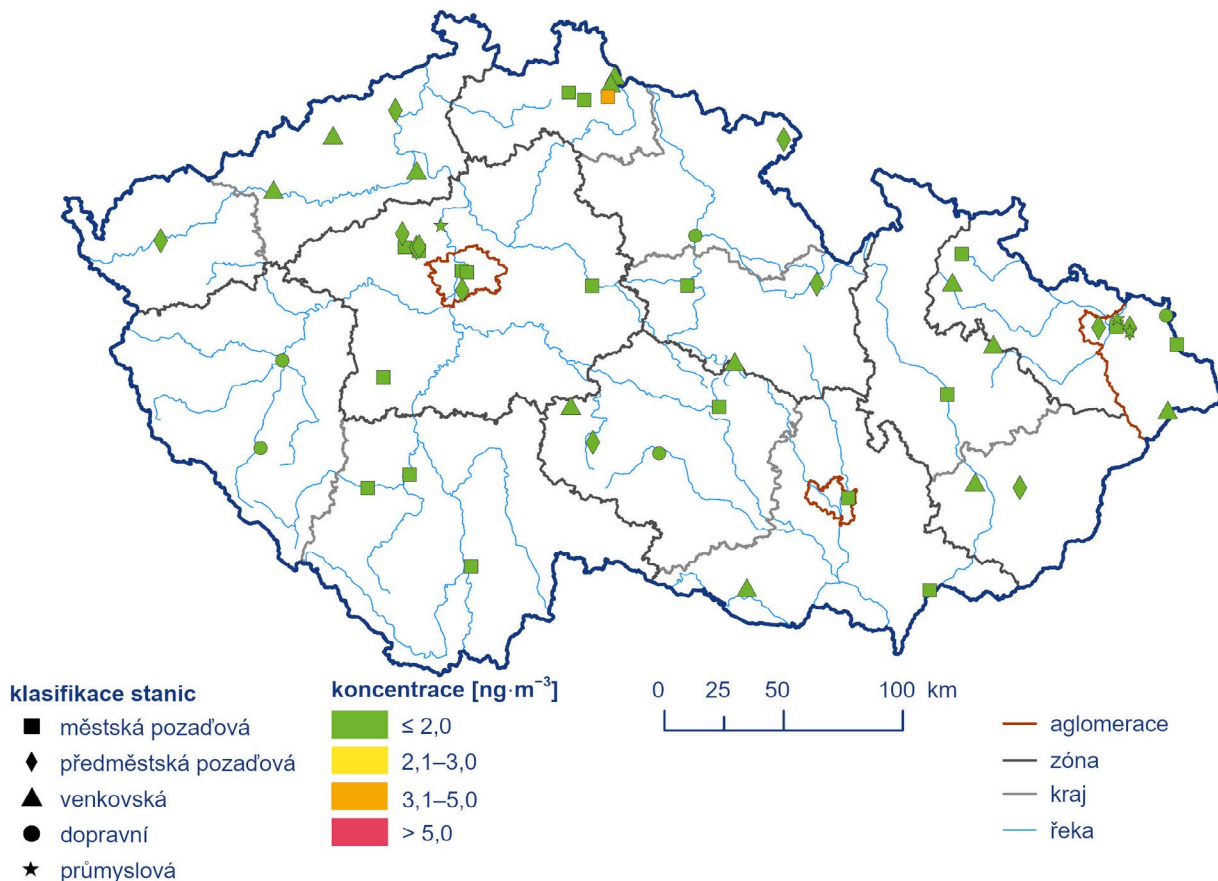 klasifikace stanic
městská pozaďová
předměstská pozaďová
venkovská
dopravní
průmyslová
koncentrace [ng·m⁻³]
≤ 2,0
2,1–3,0
3,1–5,0
> 5,0
0 25 50 100 km
aglomerace
zóna
kraj
řeka